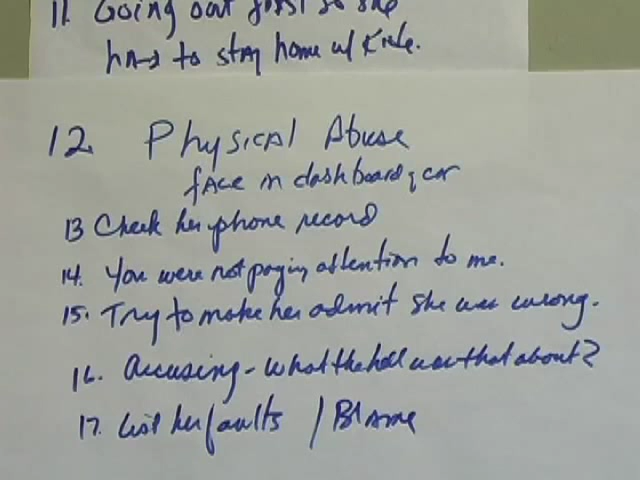 11. Going out first so she
has to stay home w/ Kids.
12. Physical Abuse
face in dashboard of car
13 Check her phone record
14. You were not paying attention to me.
15. Try to make her admit she was wrong.
16. Accusing - what the hell was that about?
17. List her faults / Blame